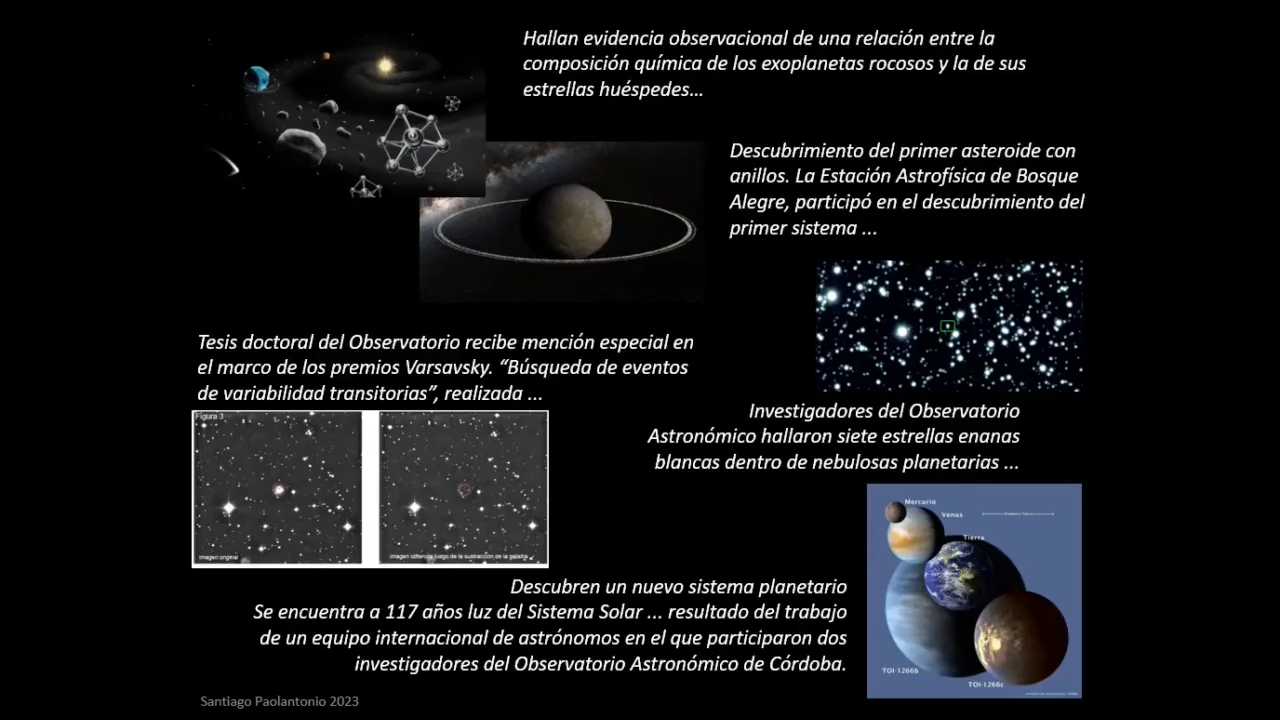 Hallan evidencia observacional de una relación entre la
composición química de los exoplanetas rocosos y la de sus
estrellas huéspedes...
Descubrimiento del primer asteroide con
anillos. La Estación Astrofísica de Bosque
Alegre, participó en el descubrimiento del
primer sistema ...
Tesis doctoral del Observatorio recibe mención especial en
el marco de los premios Varsavsky. “Búsqueda de eventos
de variabilidad transitorias”, realizada ...
Figura 3
imagen original
imagen obtenida luego de la sustracción de la galaxia
Investigadores del Observatorio
Astronómico hallaron siete estrellas enanas
blancas dentro de nebulosas planetarias ...
Mercurio
Venus
Tierra
TOI-1266b
TOI-1266c
Descubren un nuevo sistema planetario
Se encuentra a 117 años luz del Sistema Solar ... resultado del trabajo
de un equipo internacional de astrónomos en el que participaron dos
investigadores del Observatorio Astronómico de Córdoba.
Santiago Paolantonio 2023